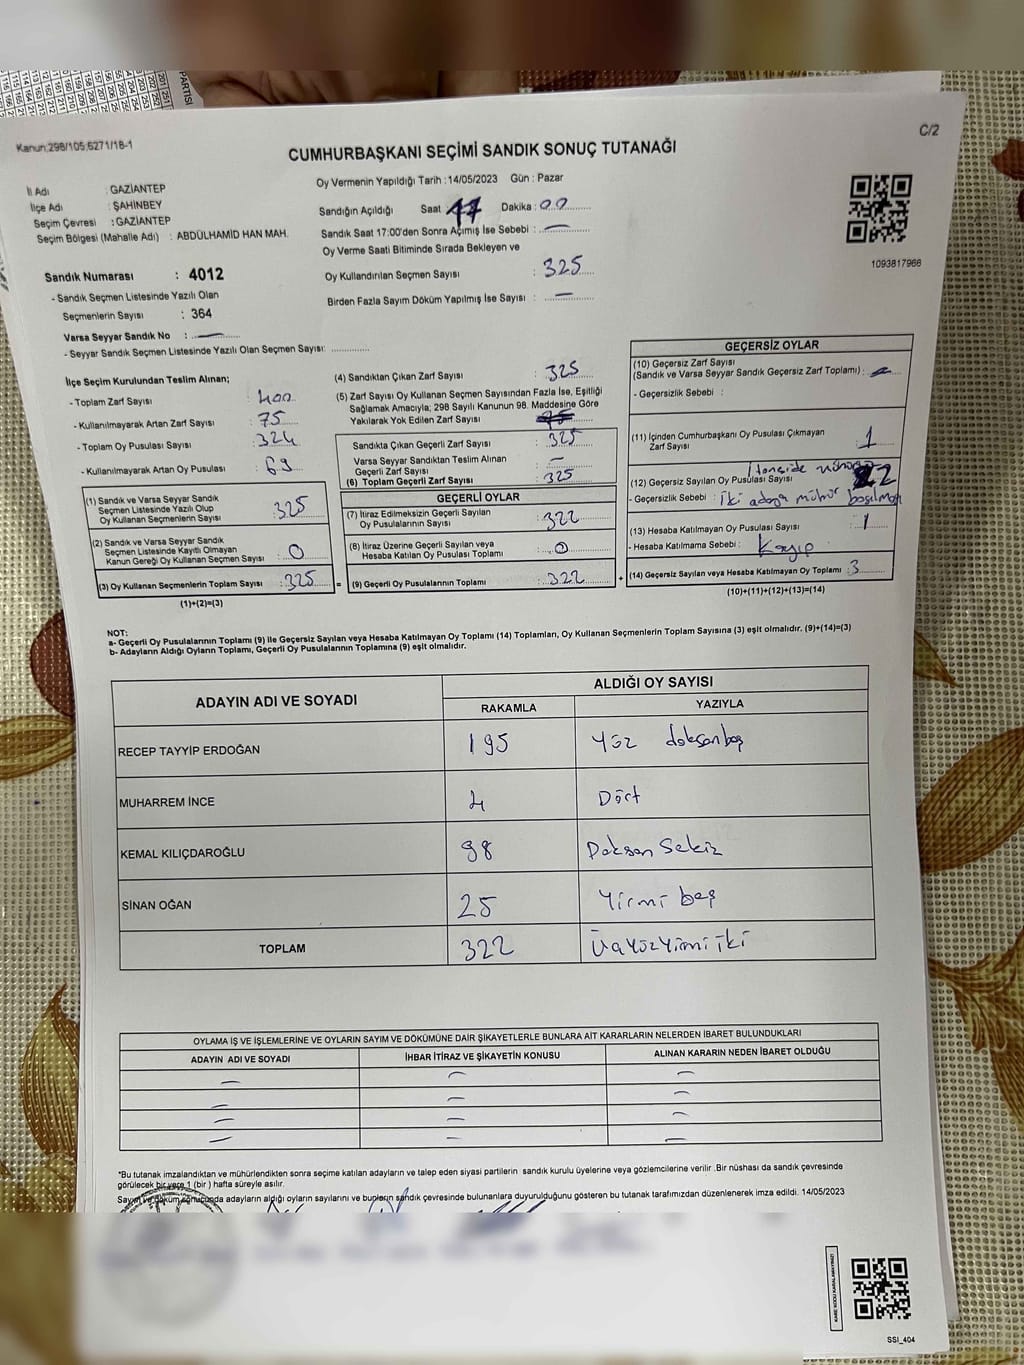 PARTİSİ
Kanun:298/105;6271/18-1
C/2
CUMHURBAŞKANI SEÇİMİ SANDIK SONUÇ TUTANAĞI
İl Adı : GAZİANTEP
İlçe Adı : ŞAHİNBEY
Seçim Çevresi : GAZİANTEP
Seçim Bölgesi (Mahalle Adı) : ABDÜLHAMİD HAN MAH.
Oy Vermenin Yapıldığı Tarih : 14/05/2023 Gün : Pazar
Sandığın Açıldığı Saat 17 Dakika : 00
Sandık Saat 17:00'den Sonra Açılmış İse Sebebi : —
Oy Verme Saati Bitiminde Sırada Bekleyen ve
Oy Kullandırılan Seçmen Sayısı : 325
Birden Fazla Sayım Döküm Yapılmış İse Sayısı : —
1093817966
Sandık Numarası : 4012
- Sandık Seçmen Listesinde Yazılı Olan
Seçmenlerin Sayısı : 364
Varsa Seyyar Sandık No : —
- Seyyar Sandık Seçmen Listesinde Yazılı Olan Seçmen Sayısı: ...............
İlçe Seçim Kurulundan Teslim Alınan;
- Toplam Zarf Sayısı : 400
- Kullanılmayarak Artan Zarf Sayısı : 75
- Toplam Oy Pusulası Sayısı : 324
- Kullanılmayarak Artan Oy Pusulası : 69
(1) Sandık ve Varsa Seyyar Sandık
Seçmen Listesinde Yazılı Olup
Oy Kullanan Seçmenlerin Sayısı : 325
(2) Sandık ve Varsa Seyyar Sandık
Seçmen Listesinde Kayıtlı Olmayan
Kanun Gereği Oy Kullanan Seçmen Sayısı : 0
(3) Oy Kullanan Seçmenlerin Toplam Sayısı : 325 =
(1)+(2)=(3)
(4) Sandıktan Çıkan Zarf Sayısı : 325
(5) Zarf Sayısı Oy Kullanan Seçmen Sayısından Fazla İse, Eşitliği
Sağlamak Amacıyla; 298 Sayılı Kanunun 98. Maddesine Göre
Yakılarak Yok Edilen Zarf Sayısı :
Sandıkta Çıkan Geçerli Zarf Sayısı : 325
Varsa Seyyar Sandıktan Teslim Alınan
Geçerli Zarf Sayısı : —
(6) Toplam Geçerli Zarf Sayısı : 325
GEÇERLİ OYLAR
(7) İtiraz Edilmeksizin Geçerli Sayılan
Oy Pusulalarının Sayısı : 322
(8) İtiraz Üzerine Geçerli Sayılan veya
Hesaba Katılan Oy Pusulası Toplamı : 0
(9) Geçerli Oy Pusulalarının Toplamı : 322 +
GEÇERSİZ OYLAR
(10) Geçersiz Zarf Sayısı
(Sandık ve Varsa Seyyar Sandık Geçersiz Zarf Toplamı) :
- Geçersizlik Sebebi :
(11) İçinden Cumhurbaşkanı Oy Pusulası Çıkmayan
Zarf Sayısı : 1
(12) Geçersiz Sayılan Oy Pusulası Sayısı : 2
- Geçersizlik Sebebi : İki adaya mühür basılmış
(13) Hesaba Katılmayan Oy Pusulası Sayısı : 1
- Hesaba Katılmama Sebebi : Kayıp
(14) Geçersiz Sayılan veya Hesaba Katılmayan Oy Toplamı : 3
(10)+(11)+(12)+(13)=(14)
NOT:
a- Geçerli Oy Pusulalarının Toplamı (9) ile Geçersiz Sayılan veya Hesaba Katılmayan Oy Toplamı (14) Toplamları, Oy Kullanan Seçmenlerin Toplam Sayısına (3) eşit olmalıdır. (9)+(14)=(3)
b- Adayların Aldığı Oyların Toplamı, Geçerli Oy Pusulalarının Toplamına (9) eşit olmalıdır.
ADAYIN ADI VE SOYADI
ALDIĞI OY SAYISI
RAKAMLA YAZIYLA
RECEP TAYYİP ERDOĞAN 195 Yüz doksanbeş
MUHARREM İNCE 4 Dört
KEMAL KILIÇDAROĞLU 98 Doksan Sekiz
SİNAN OĞAN 25 Yirmi beş
TOPLAM 322 ÜçYüzYirmi iki
OYLAMA İŞ VE İŞLEMLERİNE VE OYLARIN SAYIM VE DÖKÜMÜNE DAİR ŞİKAYETLERLE BUNLARA AİT KARARLARIN NELERDEN İBARET BULUNDUKLARI
ADAYIN ADI VE SOYADI İHBAR İTİRAZ VE ŞİKAYETİN KONUSU ALINAN KARARIN NEDEN İBARET OLDUĞU
— — —
— — —
— — —
— — —
*Bu tutanak imzalandıktan ve mühürlendikten sonra seçime katılan adayların ve talep eden siyasi partilerin sandık kurulu üyelerine veya gözlemcilerine verilir .Bir nüshası da sandık çevresinde
görülecek bir yere 1 (bir ) hafta süreyle asılır.
Sayım ve döküm sonucunda adayların aldığı oyların sayılarını ve bunların sandık çevresinde bulunanlara duyurulduğunu gösteren bu tutanak tarafımızdan düzenlenerek imza edildi. 14/05/2023
KARE KODU KARALAMAYINIZ!
SSİ_404